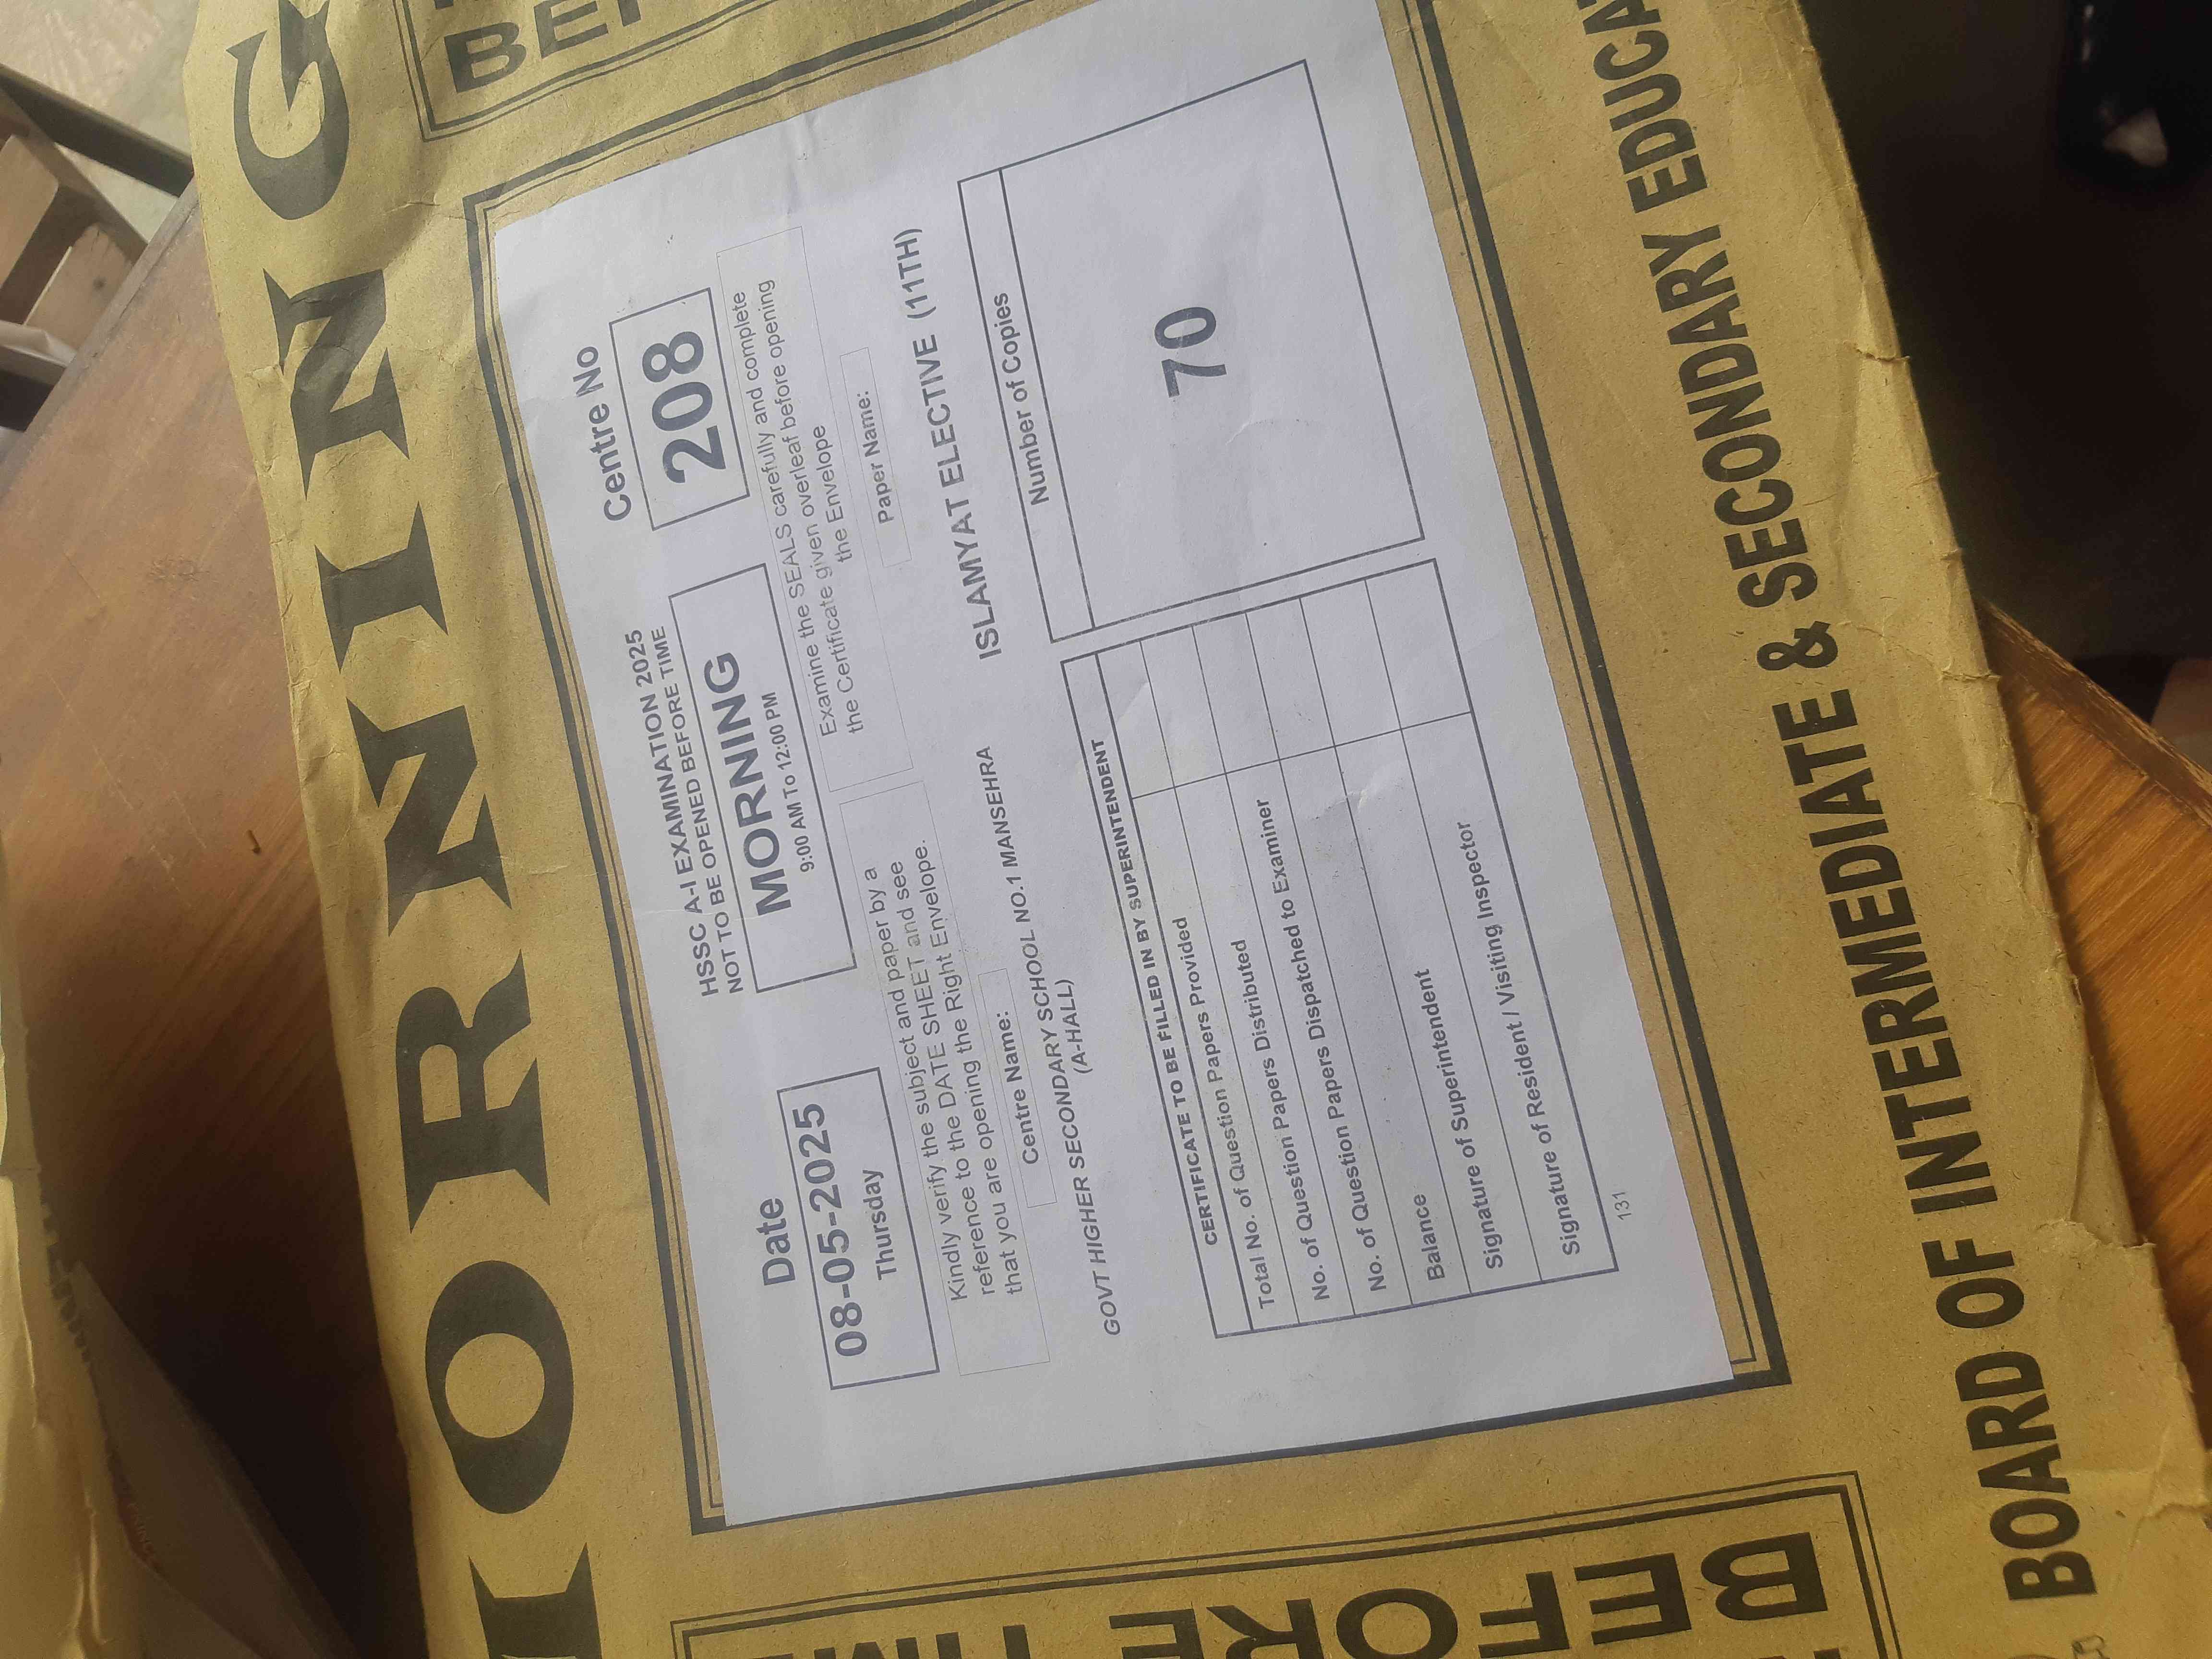 MORNING
HSSC A-I EXAMINATION 2025
NOT TO BE OPENED BEFORE TIME
Date
08-05-2025
Thursday
MORNING
9:00 AM To 12:00 PM
Centre No
208
Kindly verify the subject and paper by a
reference to the DATE SHEET and see
that you are opening the Right Envelope.
Examine the SEALS carefully and complete
the Certificate given overleaf before opening
the Envelope
Centre Name:
GOVT HIGHER SECONDARY SCHOOL NO.1 MANSEHRA
(A-HALL)
Paper Name:
ISLAMYAT ELECTIVE (11TH)
CERTIFICATE TO BE FILLED IN BY SUPERINTENDENT
Total No. of Question Papers Provided
No. of Question Papers Distributed
No. of Question Papers Dispatched to Examiner
Balance
Signature of Superintendent
Signature of Resident / Visiting Inspector
131
Number of Copies
70
BEFORE
BOARD OF INTERMEDIATE & SECONDARY EDUCA